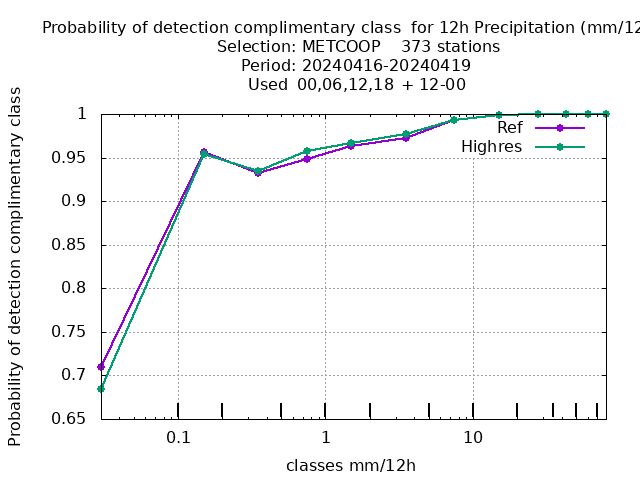 Probability of detection complimentary class  for 12h Precipitation (mm/12
Selection: METCOOP    373 stations
Period: 20240416-20240419
Used  00,06,12,18  + 12-00
Probability of detection complimentary class
1
0.95
0.9
0.85
0.8
0.75
0.7
0.65
Ref
Highres
0.1
1
10
classes mm/12h